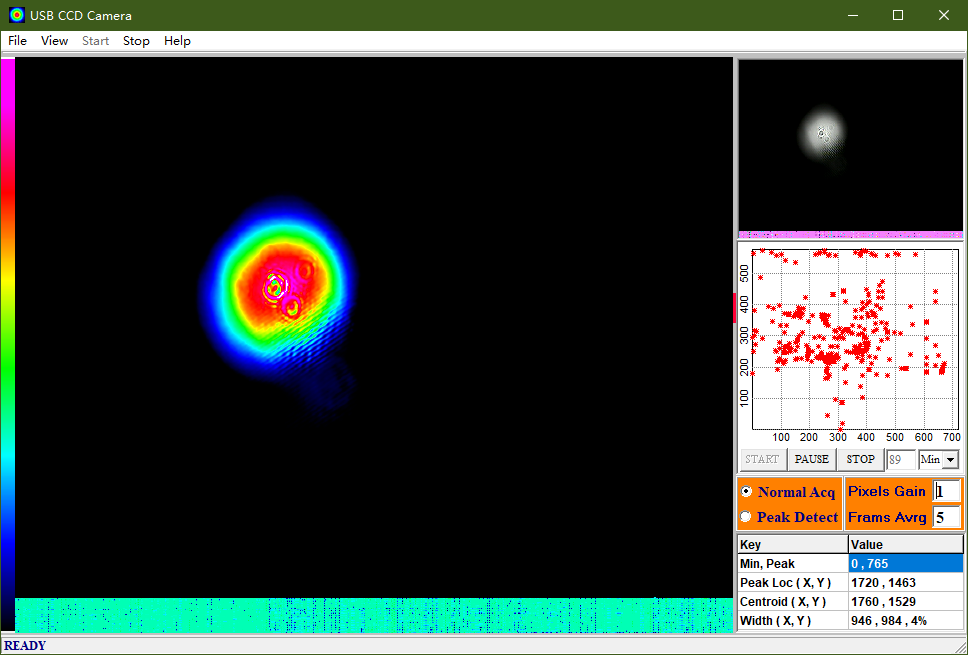 USB CCD Camera
File View Start Stop Help
500
400
300
200
100
100 200 300 400 500 600 700
START PAUSE STOP 89 Min
Normal Acq Pixels Gain 1
Peak Detect Frams Avrg 5
Key Value
Min, Peak 0 , 765
Peak Loc ( X, Y ) 1720 , 1463
Centroid ( X, Y ) 1760 , 1529
Width ( X, Y ) 946 , 984 , 4%
READY